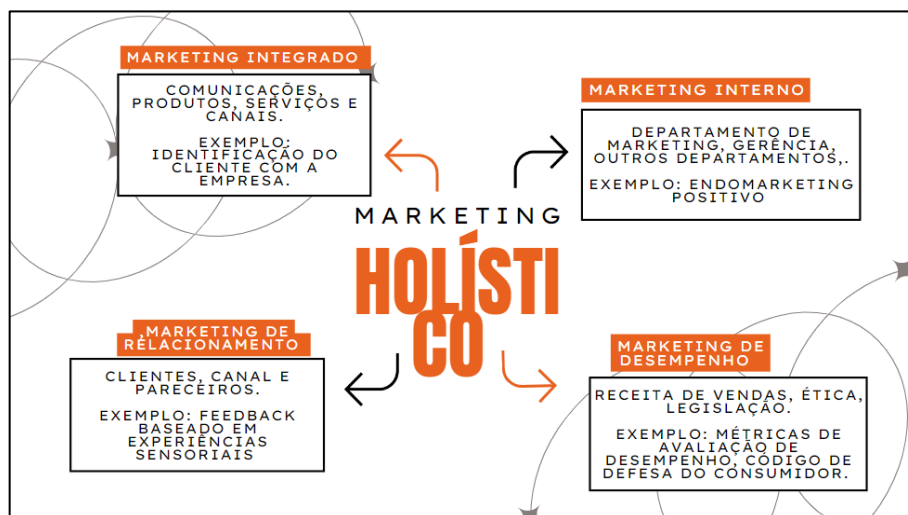 MARKETING INTEGRADO
COMUNICAÇÕES,
PRODUTOS, SERVIÇOS E
CANAIS.
EXEMPLO:
IDENTIFICAÇÃO DO
CLIENTE COM A
EMPRESA.
MARKETING INTERNO
DEPARTAMENTO DE
MARKETING, GERÊNCIA,
OUTROS DEPARTAMENTOS,.
EXEMPLO: ENDOMARKETING
POSITIVO
MARKETING
HOLÍSTI
CO
,MARKETING DE
RELACIONAMENTO
CLIENTES, CANAL E
PARECEIROS.
EXEMPLO: FEEDBACK
BASEADO EM
EXPERIÊNCIAS
SENSORIAIS
MARKETING DE
DESEMPENHO
RECEITA DE VENDAS, ÉTICA,
LEGISLAÇÃO.
EXEMPLO: MÉTRICAS DE
AVALIAÇÃO DE
DESEMPENHO, CÓDIGO DE
DEFESA DO CONSUMIDOR.